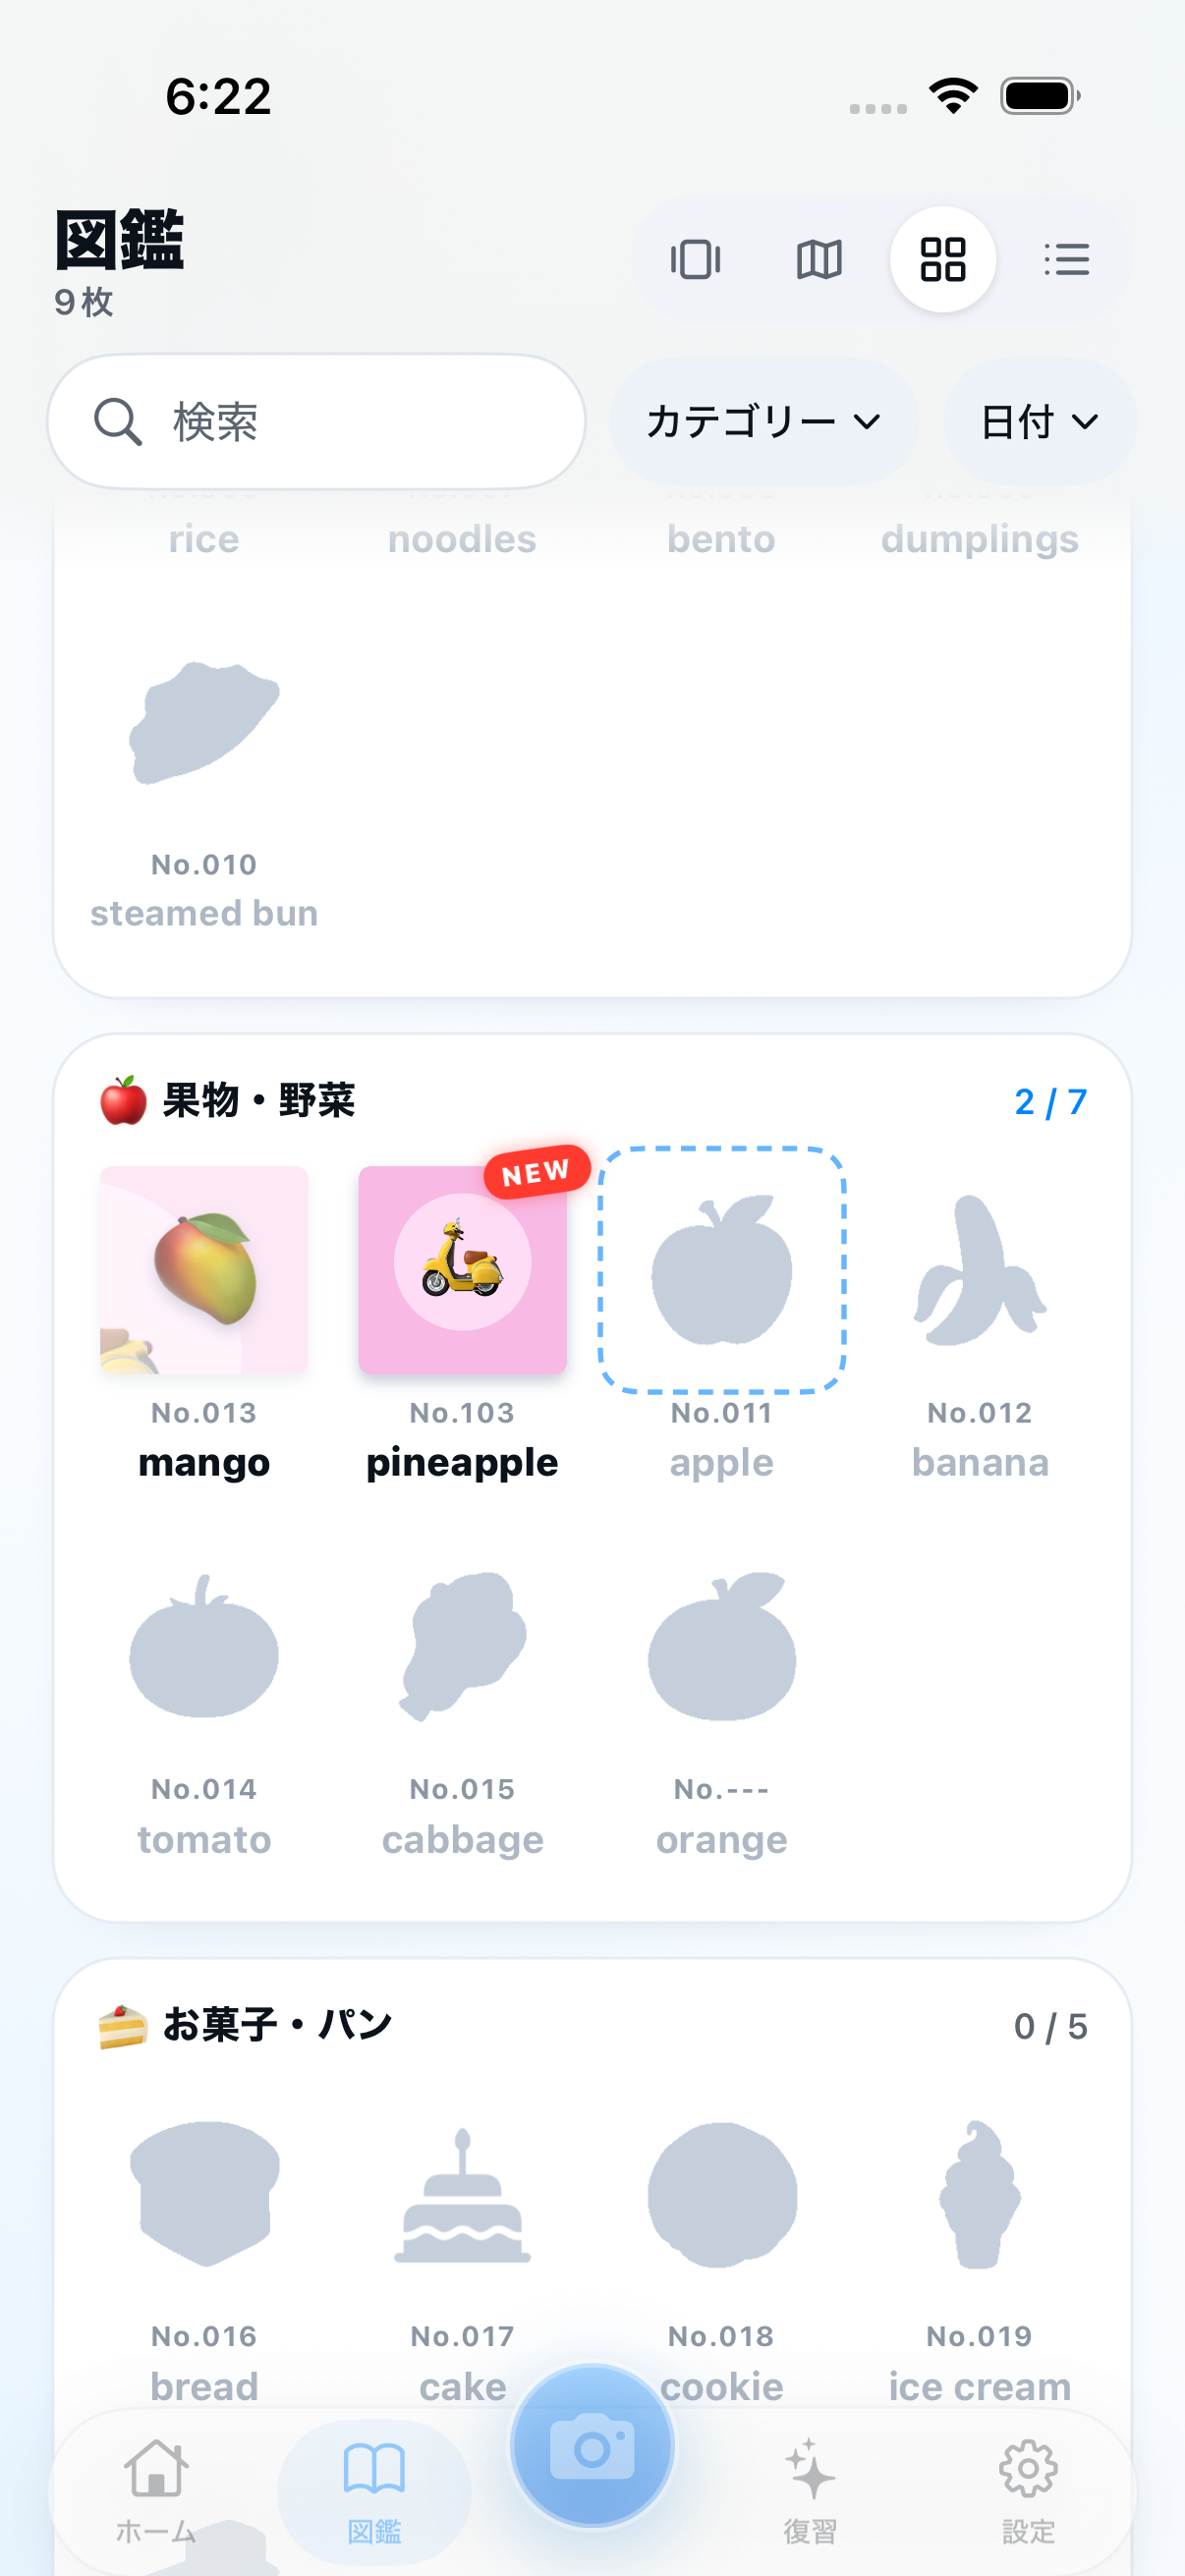 6:22
図鑑
9枚
検索
カテゴリー
日付
rice
noodles
bento
dumplings
No.010
steamed bun
果物・野菜
2 / 7
NEW
No.013
No.103
No.011
No.012
mango
pineapple
apple
banana
No.014
No.015
No.---
tomato
cabbage
orange
お菓子・パン
0 / 5
No.016
No.017
No.018
No.019
bread
cake
cookie
ice cream
ホーム
図鑑
復習
設定